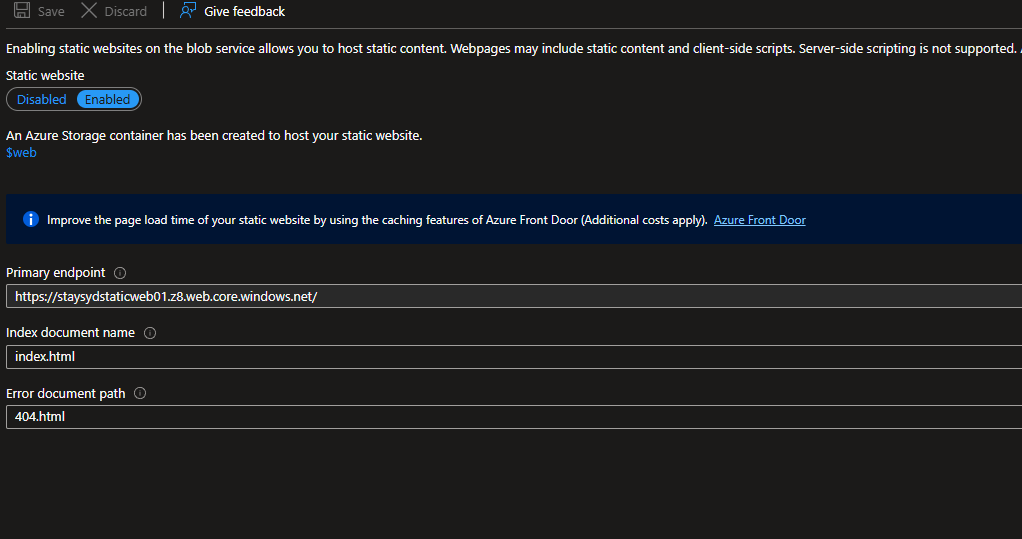 Save Discard Give feedback
Enabling static websites on the blob service allows you to host static content. Webpages may include static content and client-side scripts. Server-side scripting is not supported.
Static website
Disabled Enabled
An Azure Storage container has been created to host your static website.
$web
Improve the page load time of your static website by using the caching features of Azure Front Door (Additional costs apply). Azure Front Door
Primary endpoint
https://staysydstaticweb01.z8.web.core.windows.net/
Index document name
index.html
Error document path
404.html